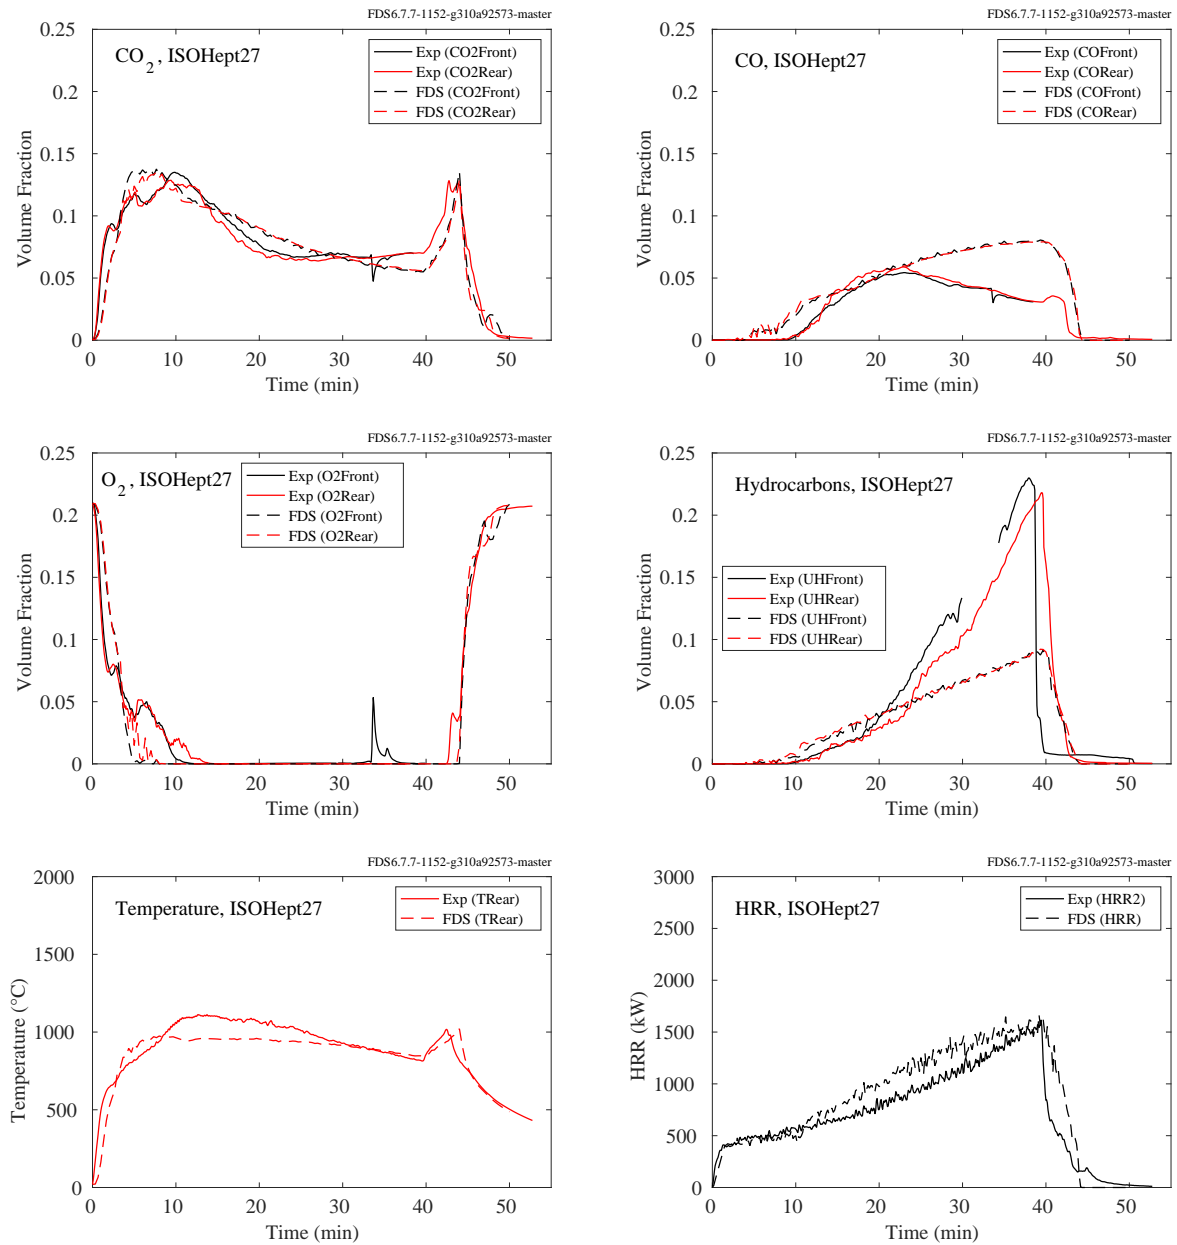 FDS6.7.7-1152-g310a92573-master
CO2, ISOHept27
Exp (CO2Front)
Exp (CO2Rear)
FDS (CO2Front)
FDS (CO2Rear)
Volume Fraction
0.25
0.2
0.15
0.1
0.05
0
0 10 20 30 40 50
Time (min)
FDS6.7.7-1152-g310a92573-master
CO, ISOHept27
Exp (COFront)
Exp (CORear)
FDS (COFront)
FDS (CORear)
Volume Fraction
0.25
0.2
0.15
0.1
0.05
0
0 10 20 30 40 50
Time (min)
FDS6.7.7-1152-g310a92573-master
O2, ISOHept27
Exp (O2Front)
Exp (O2Rear)
FDS (O2Front)
FDS (O2Rear)
Volume Fraction
0.25
0.2
0.15
0.1
0.05
0
0 10 20 30 40 50
Time (min)
FDS6.7.7-1152-g310a92573-master
Hydrocarbons, ISOHept27
Exp (UHFront)
Exp (UHRear)
FDS (UHFront)
FDS (UHRear)
Volume Fraction
0.25
0.2
0.15
0.1
0.05
0
0 10 20 30 40 50
Time (min)
FDS6.7.7-1152-g310a92573-master
Temperature, ISOHept27
Exp (TRear)
FDS (TRear)
Temperature (°C)
2000
1500
1000
500
0
0 10 20 30 40 50
Time (min)
FDS6.7.7-1152-g310a92573-master
HRR, ISOHept27
Exp (HRR2)
FDS (HRR)
HRR (kW)
3000
2500
2000
1500
1000
500
0
0 10 20 30 40 50
Time (min)